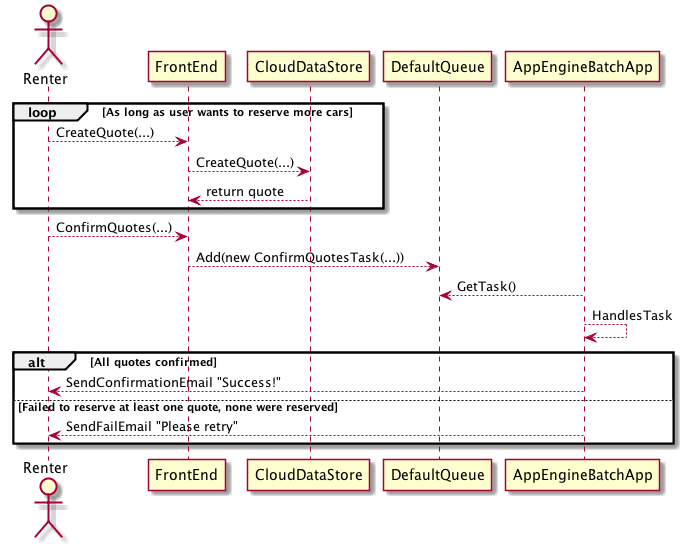 Renter
FrontEnd CloudDataStore DefaultQueue AppEngineBatchApp
loop [As long as user wants to reserve more cars]
CreateQuote(...)
CreateQuote(...)
return quote
ConfirmQuotes(...)
Add(new ConfirmQuotesTask(...))
GetTask()
HandlesTask
alt [All quotes confirmed]
SendConfirmationEmail "Success!"
[Failed to reserve at least one quote, none were reserved]
SendFailEmail "Please retry"
Renter
FrontEnd CloudDataStore DefaultQueue AppEngineBatchApp